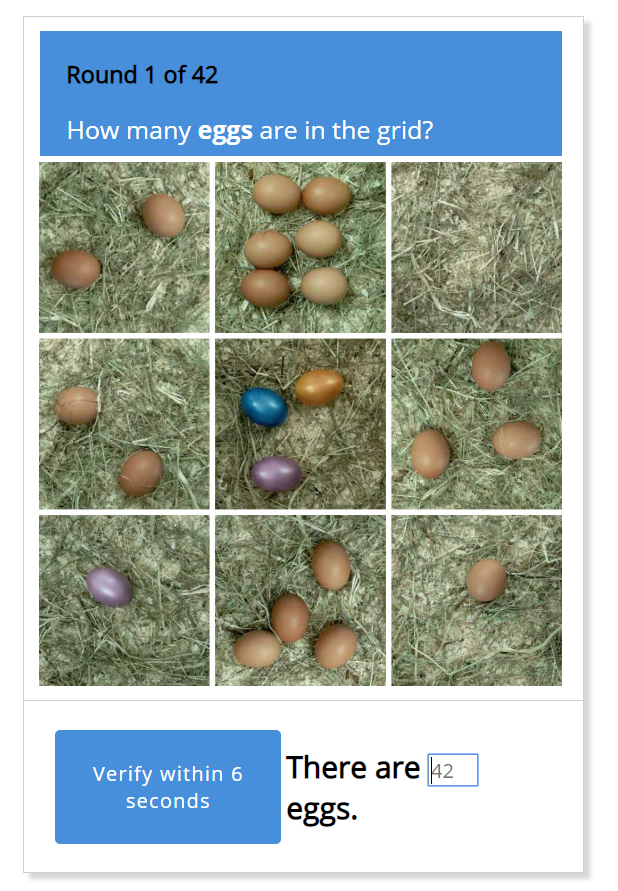 Round 1 of 42
How many eggs are in the grid?
Verify within 6
seconds
There are 42
eggs.